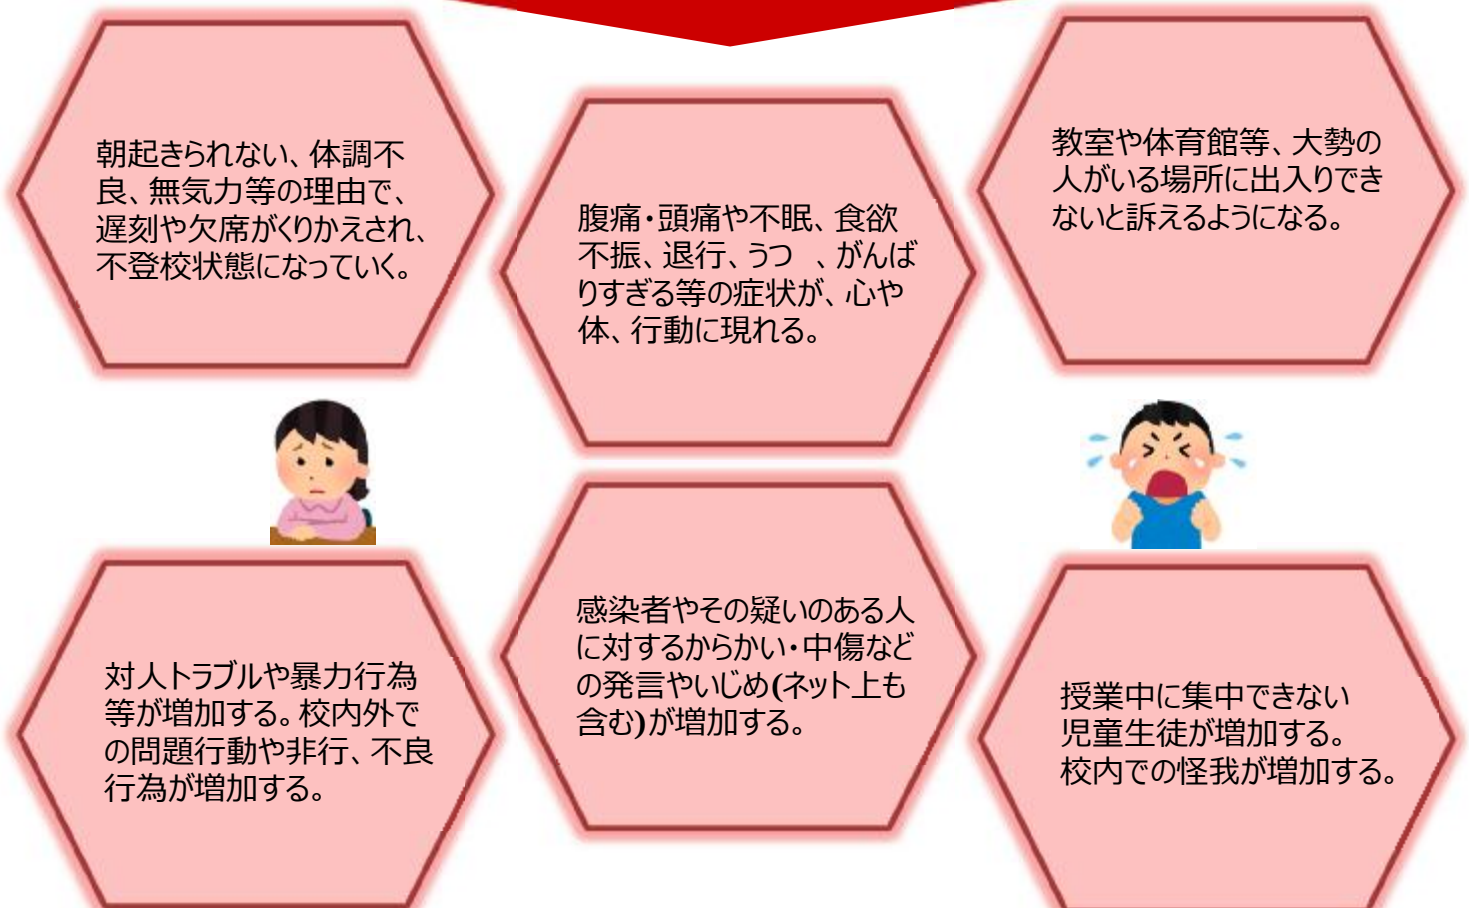 朝起きられない、体調不
良、無気力等の理由で、
遅刻や欠席がくりかえされ、
不登校状態になっていく。
腹痛・頭痛や不眠、食欲
不振、退行、うつ 、がんば
りすぎる等の症状が、心や
体、行動に現れる。
教室や体育館等、大勢の
人がいる場所に出入りでき
ないと訴えるようになる。
対人トラブルや暴力行為
等が増加する。校内外で
の問題行動や非行、不良
行為が増加する。
感染者やその疑いのある人
に対するからかい・中傷など
の発言やいじめ(ネット上も
含む)が増加する。
授業中に集中できない
児童生徒が増加する。
校内での怪我が増加する。